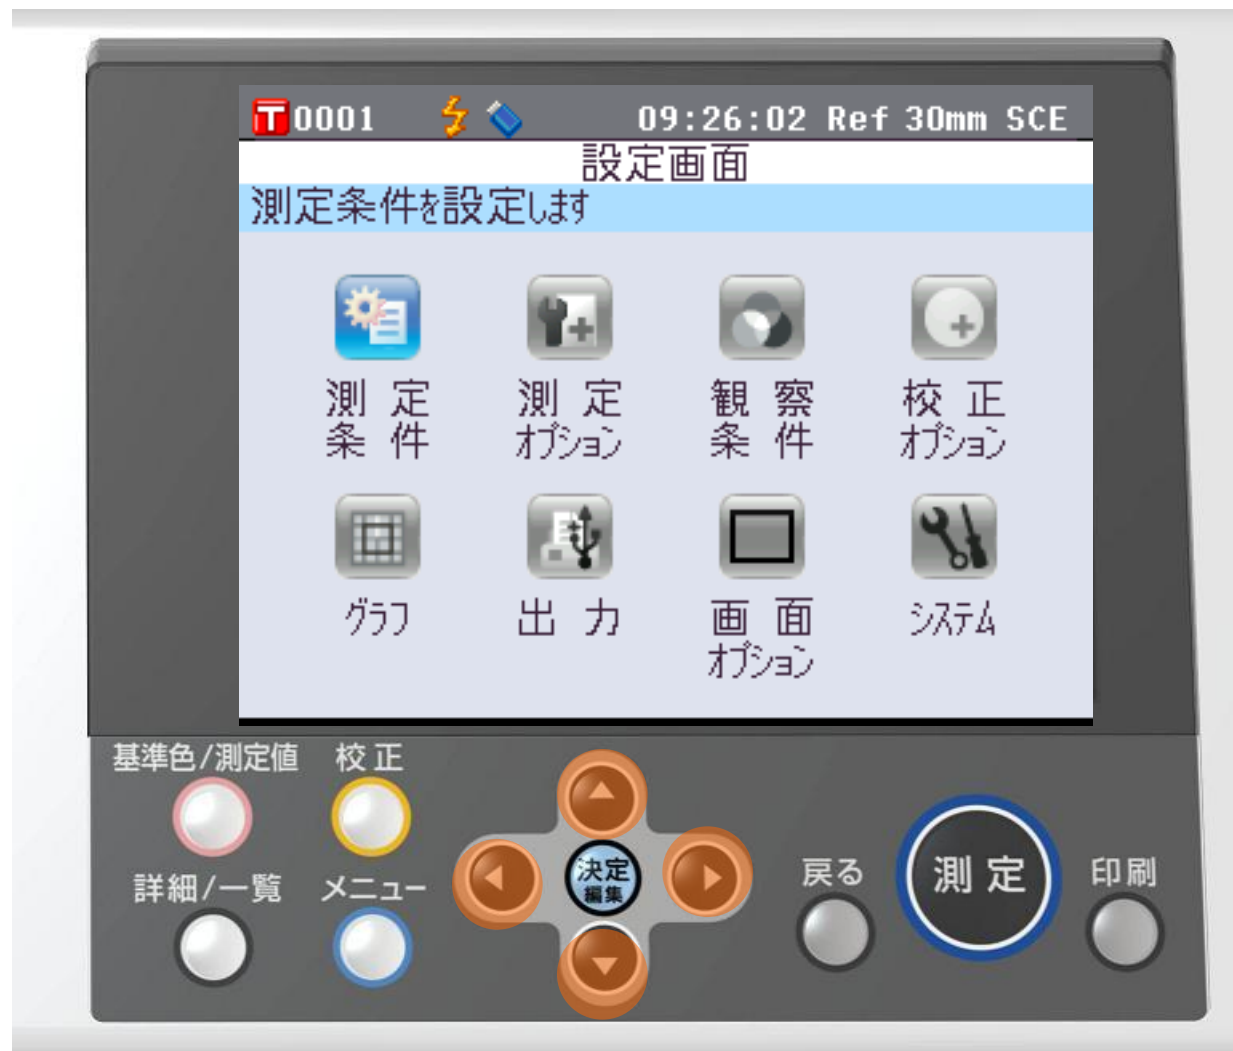 T 0001 09:26:02 Ref 30mm SCE
設定画面
測定条件を設定します
測定条件 測定オプション 観察条件 校正オプション
グラフ 出力 画面オプション システム
基準色/測定値 校正
詳細/一覧 メニュー
決定
編集
戻る 測定 印刷